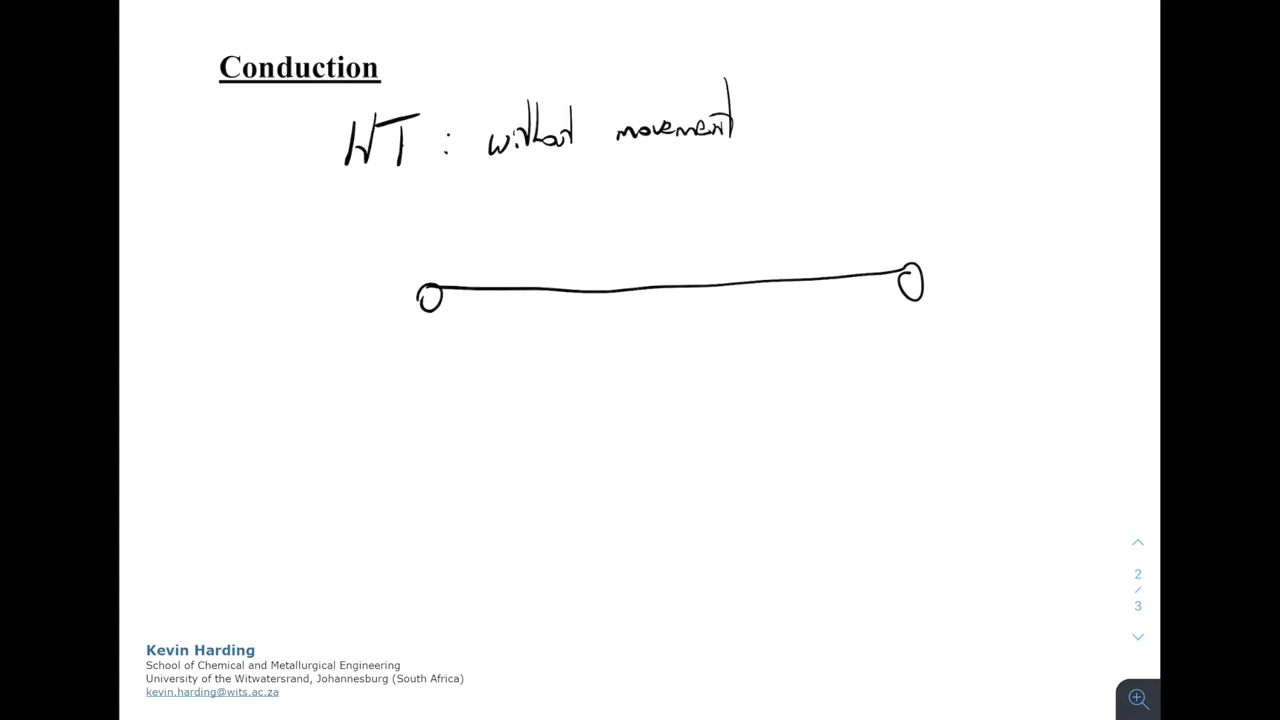 Conduction
HT : without movement
2
/
3
Kevin Harding
School of Chemical and Metallurgical Engineering
University of the Witwatersrand, Johannesburg (South Africa)
kevin.harding@wits.ac.za